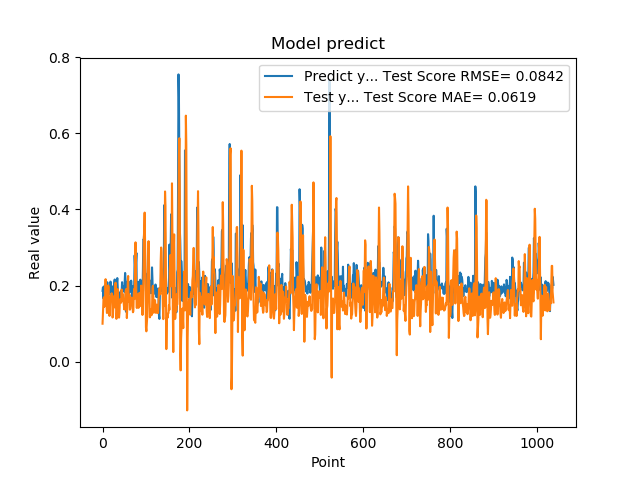 Model predict
Predict y... Test Score RMSE= 0.0842
Test y... Test Score MAE= 0.0619
0.8
0.6
0.4
0.2
0.0
Real value
0 200 400 600 800 1000
Point